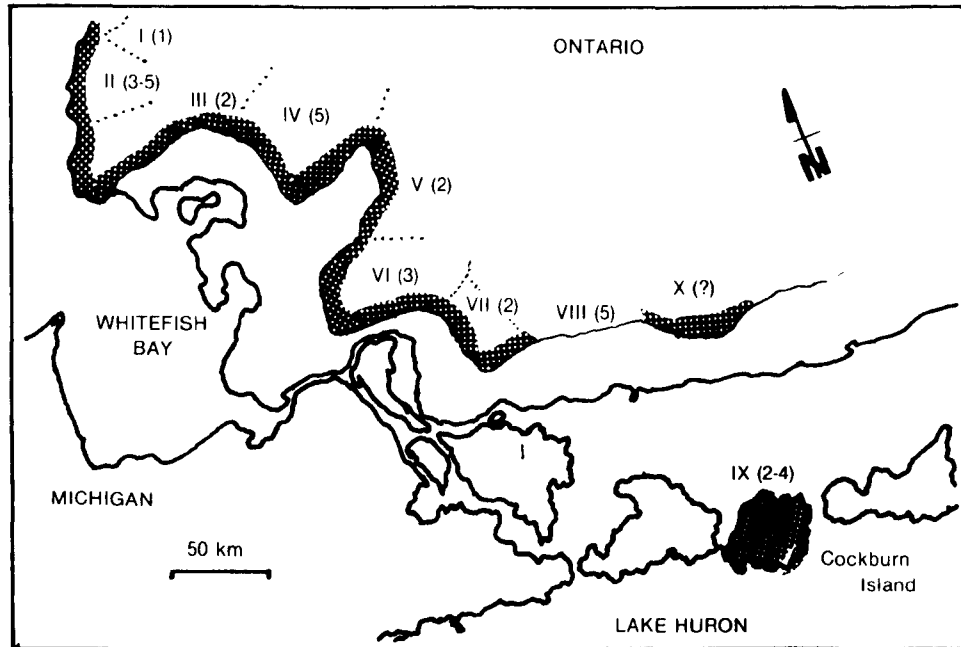 I (1)
ONTARIO
II (3-5)
III (2)
IV (5)
N
V (2)
VI (3)
X (?)
VII (2)
VIII (5)
WHITEFISH
BAY
I
IX (2-4)
MICHIGAN
50 km
Cockburn
Island
LAKE HURON